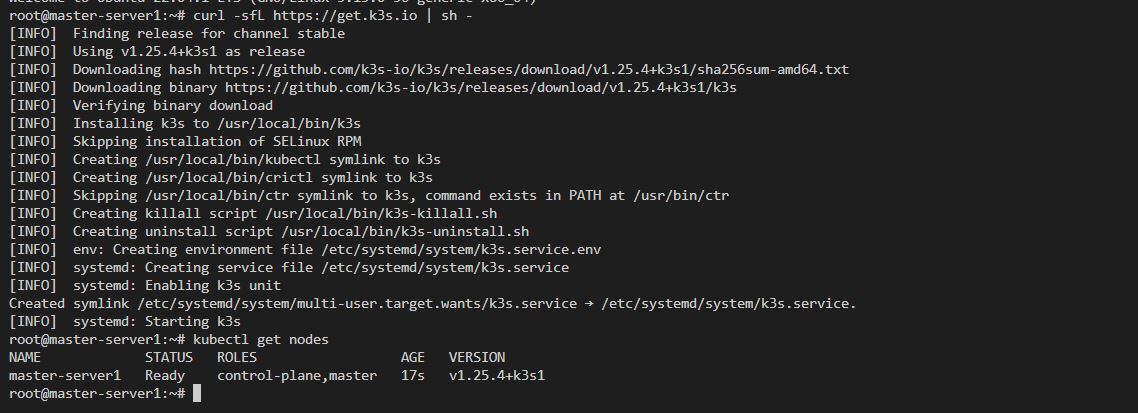 root@master-server1:~# curl -sfL https://get.k3s.io | sh -
[INFO]  Finding release for channel stable
[INFO]  Using v1.25.4+k3s1 as release
[INFO]  Downloading hash https://github.com/k3s-io/k3s/releases/download/v1.25.4+k3s1/sha256sum-amd64.txt
[INFO]  Downloading binary https://github.com/k3s-io/k3s/releases/download/v1.25.4+k3s1/k3s
[INFO]  Verifying binary download
[INFO]  Installing k3s to /usr/local/bin/k3s
[INFO]  Skipping installation of SELinux RPM
[INFO]  Creating /usr/local/bin/kubectl symlink to k3s
[INFO]  Creating /usr/local/bin/crictl symlink to k3s
[INFO]  Skipping /usr/local/bin/ctr symlink to k3s, command exists in PATH at /usr/bin/ctr
[INFO]  Creating killall script /usr/local/bin/k3s-killall.sh
[INFO]  Creating uninstall script /usr/local/bin/k3s-uninstall.sh
[INFO]  env: Creating environment file /etc/systemd/system/k3s.service.env
[INFO]  systemd: Creating service file /etc/systemd/system/k3s.service
[INFO]  systemd: Enabling k3s unit
Created symlink /etc/systemd/system/multi-user.target.wants/k3s.service → /etc/systemd/system/k3s.service.
[INFO]  systemd: Starting k3s
root@master-server1:~# kubectl get nodes
NAME             STATUS   ROLES                  AGE   VERSION
master-server1   Ready    control-plane,master   17s   v1.25.4+k3s1
root@master-server1:~#